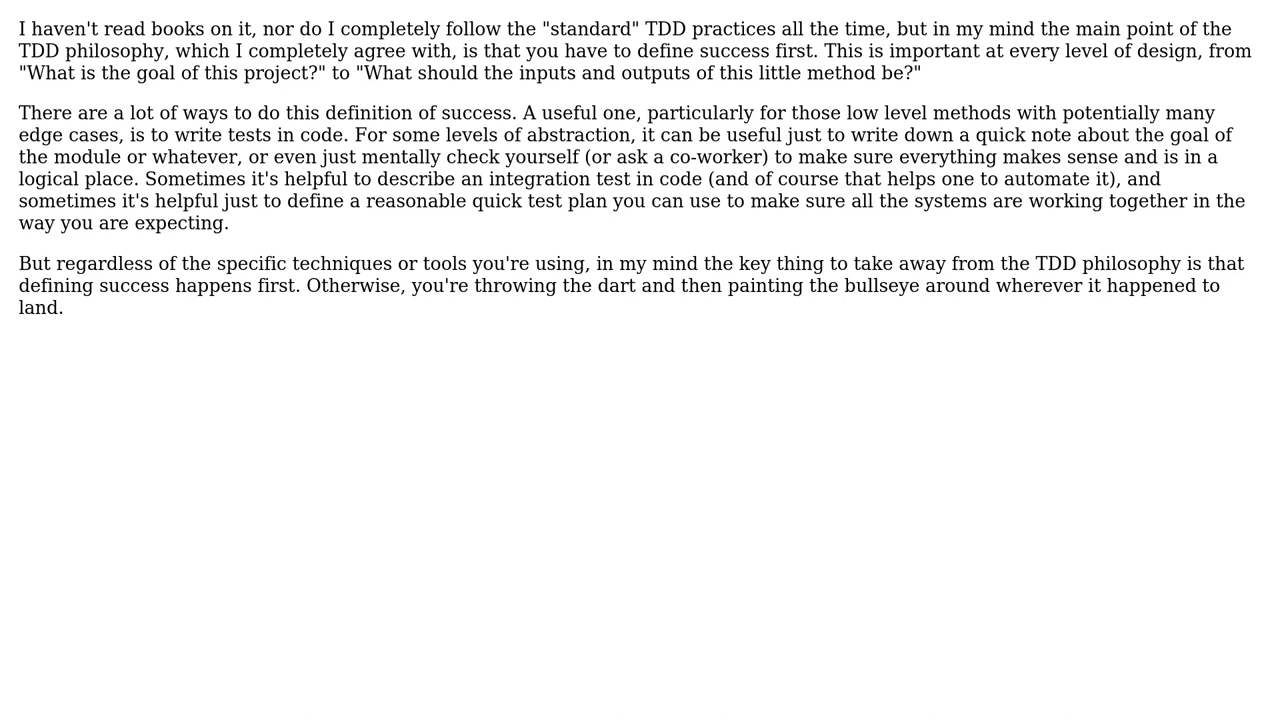 I haven't read books on it, nor do I completely follow the "standard" TDD practices all the time, but in my mind the main point of the
TDD philosophy, which I completely agree with, is that you have to define success first. This is important at every level of design, from
"What is the goal of this project?" to "What should the inputs and outputs of this little method be?"
There are a lot of ways to do this definition of success. A useful one, particularly for those low level methods with potentially many
edge cases, is to write tests in code. For some levels of abstraction, it can be useful just to write down a quick note about the goal of
the module or whatever, or even just mentally check yourself (or ask a co-worker) to make sure everything makes sense and is in a
logical place. Sometimes it's helpful to describe an integration test in code (and of course that helps one to automate it), and
sometimes it's helpful just to define a reasonable quick test plan you can use to make sure all the systems are working together in the
way you are expecting.
But regardless of the specific techniques or tools you're using, in my mind the key thing to take away from the TDD philosophy is that
defining success happens first. Otherwise, you're throwing the dart and then painting the bullseye around wherever it happened to
land.